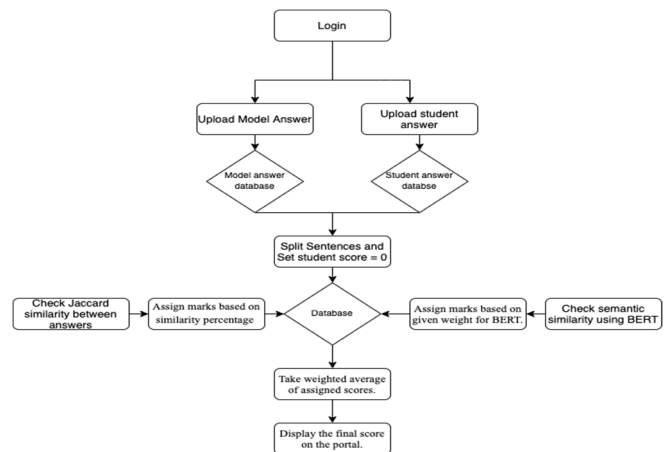 Login
Upload Model Answer
Upload student
answer
Model answer
database
Student answer
databse
Split Sentences and
Set student score = 0
Check Jaccard
similarity between
answers
Assign marks based on
similarity percentage
Database
Assign marks based on
given weight for BERT.
Check semantic
similarity using BERT
Take weighted average
of assigned scores.
Display the final score
on the portal.